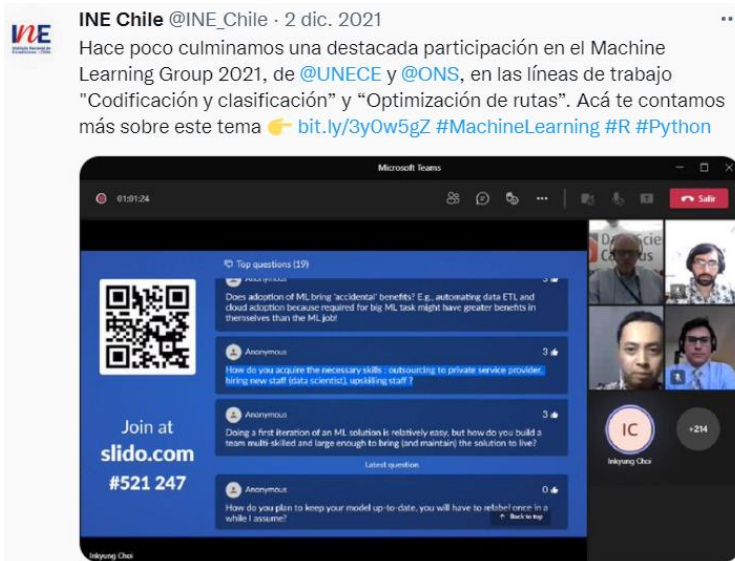 INE Chile @INE_Chile · 2 dic. 2021
Hace poco culminamos una destacada participación en el Machine
Learning Group 2021, de @UNECE y @ONS, en las líneas de trabajo
"Codificación y clasificación” y “Optimización de rutas”. Acá te contamos
más sobre este tema 👉 bit.ly/3y0w5gZ #MachineLearning #R #Python
INE
Microsoft Teams
01:01:24
Salir
Top questions (19)
Anonymous
Does adoption of ML bring 'accidental' benefits? E.g., automating data ETL and
cloud adoption because required for big ML task might have greater benefits in
themselves than the ML job!
Anonymous 3
How do you acquire the necessary skills : outsourcing to private service provider,
hiring new staff (data scientist), upskilling staff ?
Anonymous 3
Doing a first iteration of an ML solution is relatively easy, but how do you build a
team multi-skilled and large enough to bring (and maintain) the solution to live?
Latest question
Anonymous 0
How do you plan to keep your model up-to-date, you will have to relabel once in a
while I assume?
Back to top
Join at
slido.com
#521 247
IC
+214
Inkyung Choi
Inkyung Choi